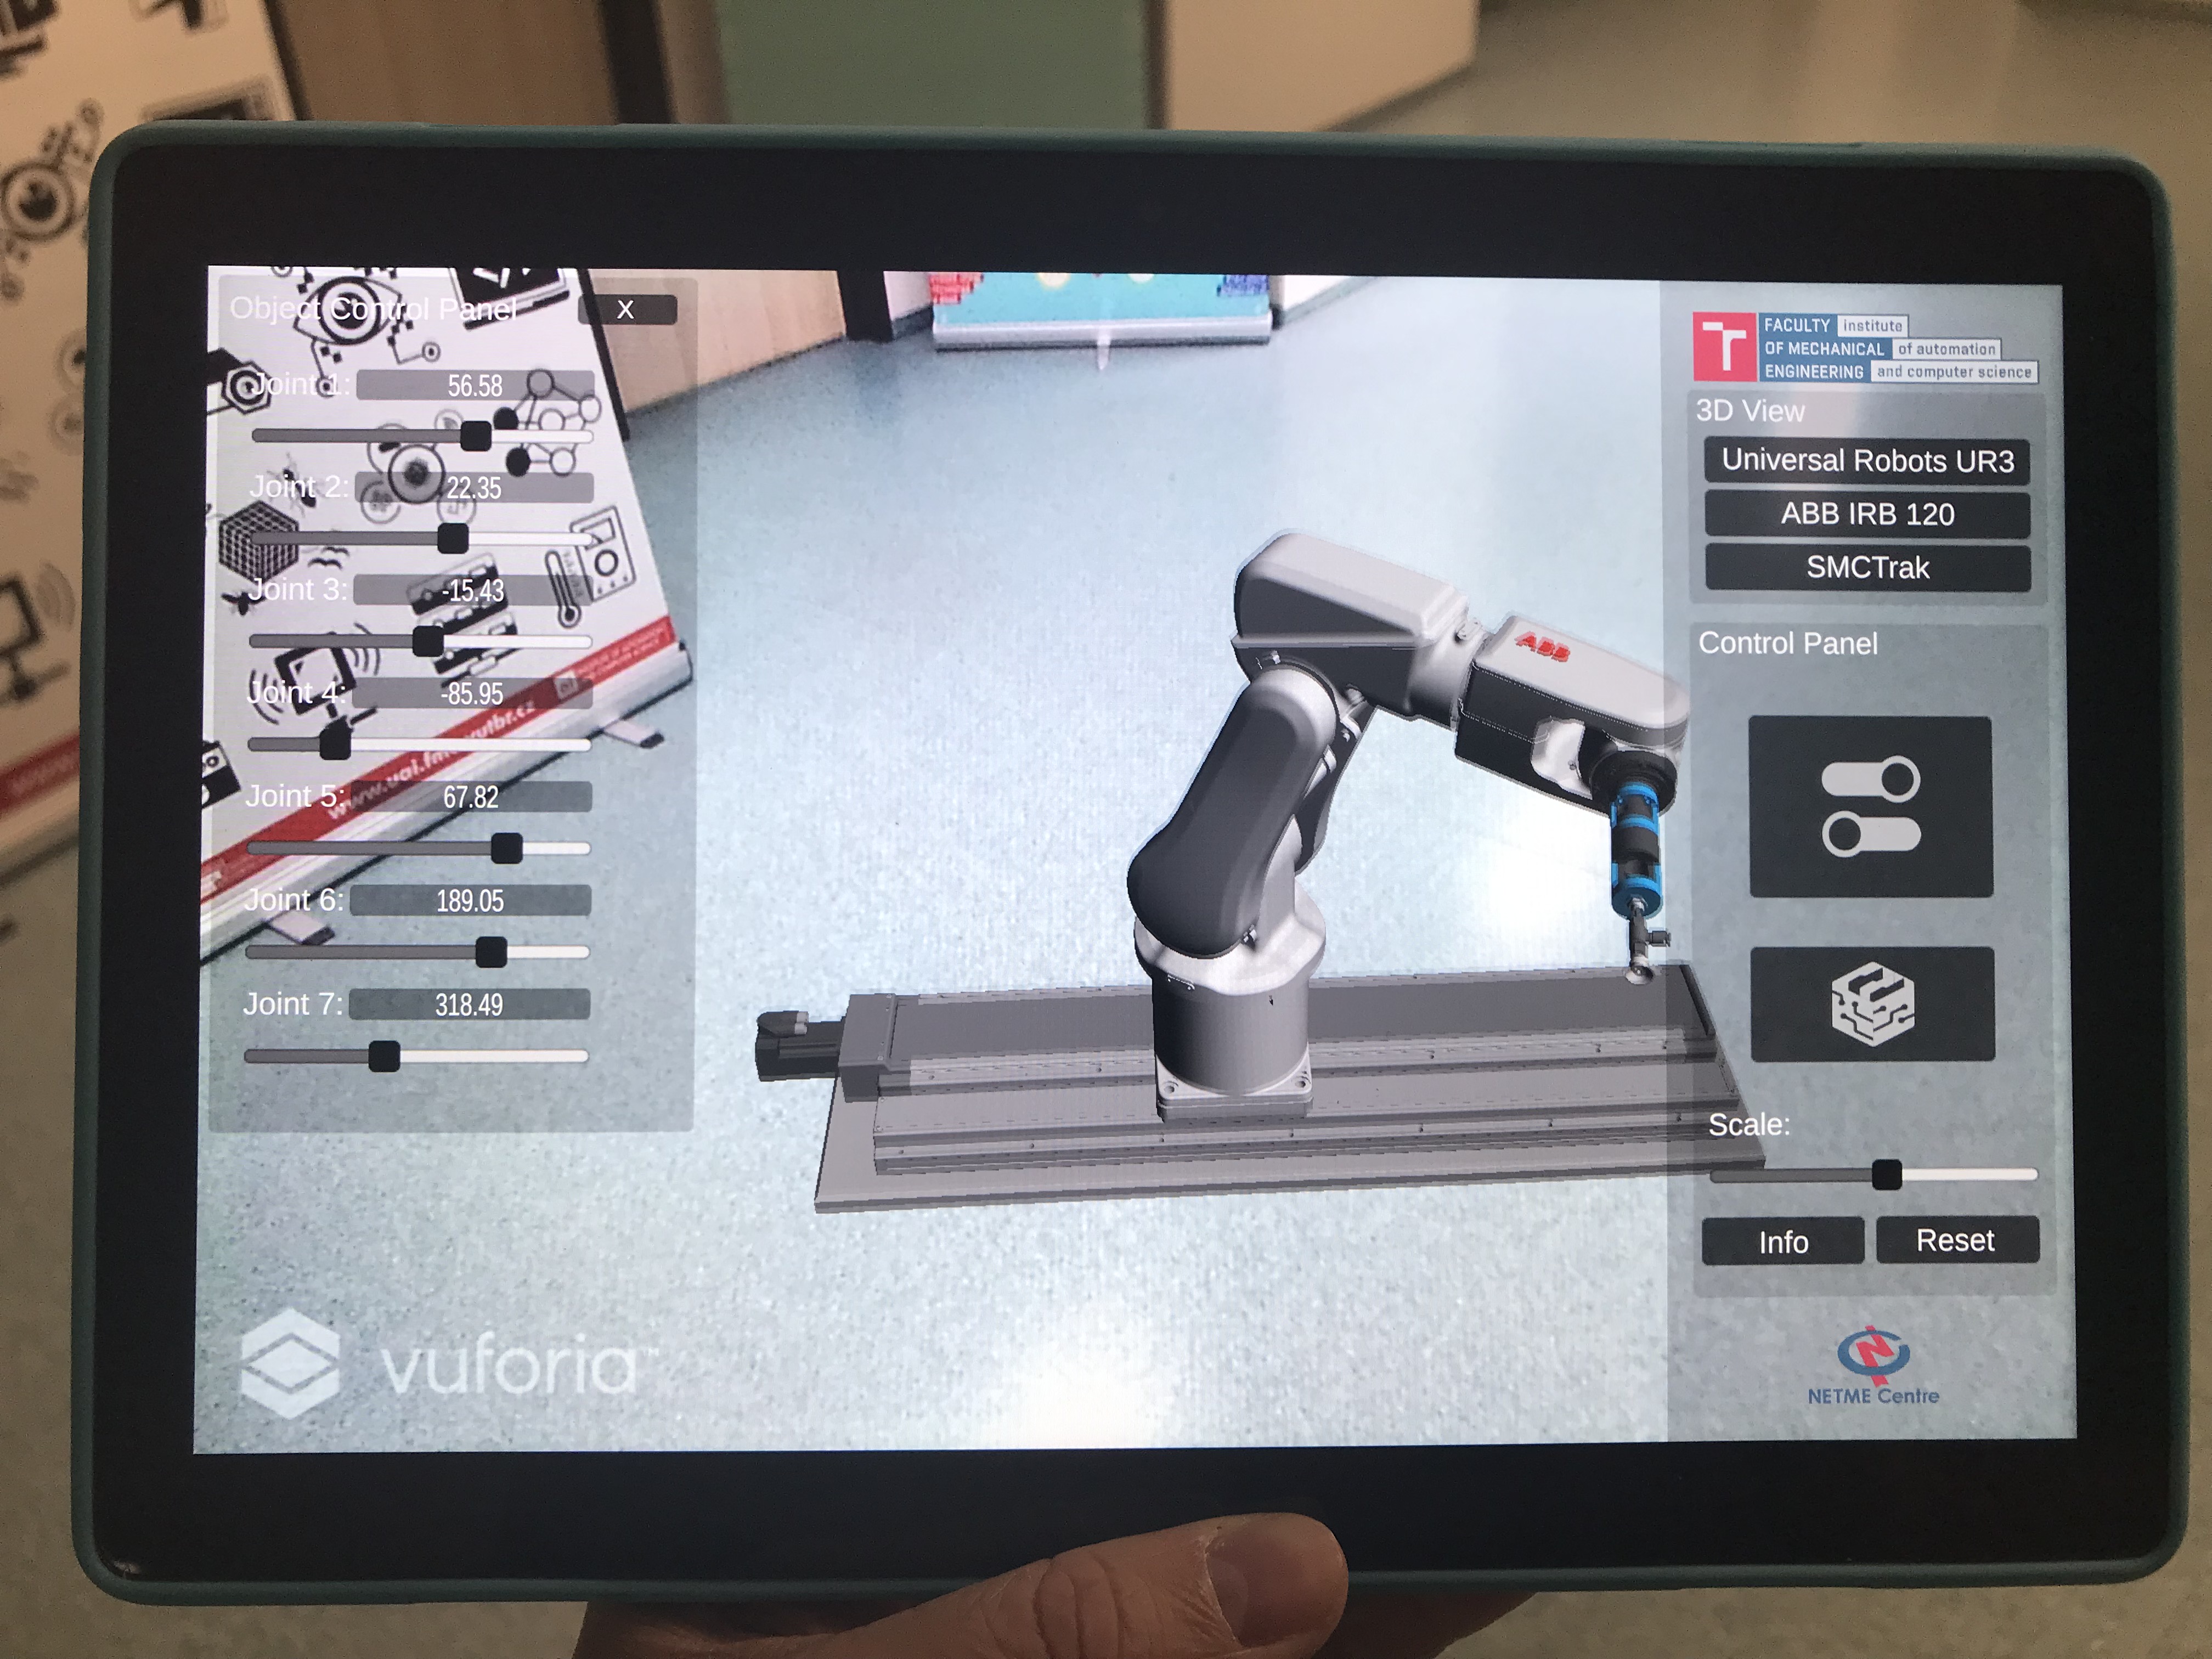 Object Control Panel
X
Joint 1:
56.58
Joint 2:
22.35
Joint 3:
-15.43
Joint 4:
-85.95
Joint 5:
67.82
Joint 6:
189.05
Joint 7:
318.49
vuforia™
ABB
FACULTY institute
OF MECHANICAL of automation
ENGINEERING and computer science
3D View
Universal Robots UR3
ABB IRB 120
SMCTrak
Control Panel
Scale:
Info
Reset
NETME Centre